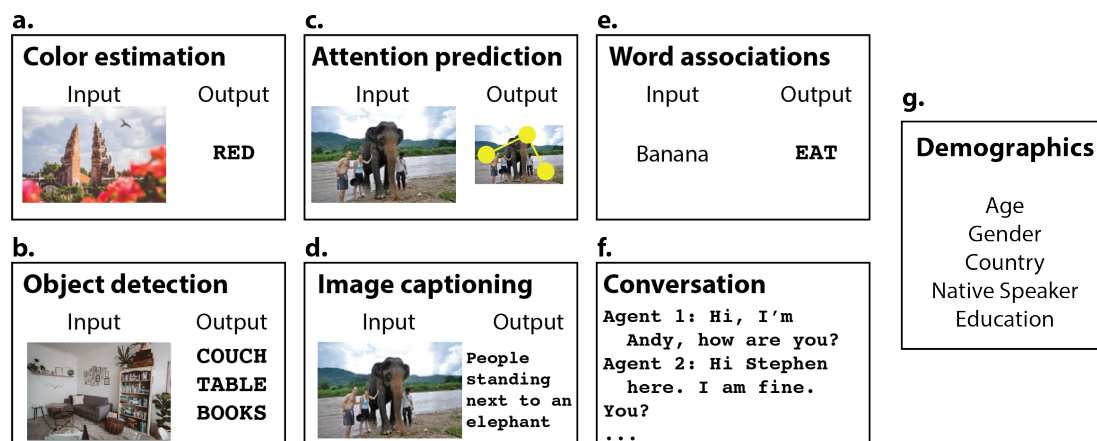 a.
Color estimation
Input Output
RED
b.
Object detection
Input Output
COUCH
TABLE
BOOKS
c.
Attention prediction
Input Output
d.
Image captioning
Input Output
People
standing
next to an
elephant
e.
Word associations
Input Output
Banana EAT
f.
Conversation
Agent 1: Hi, I’m
Andy, how are you?
Agent 2: Hi Stephen
here. I am fine.
You?
...
g.
Demographics
Age
Gender
Country
Native Speaker
Education